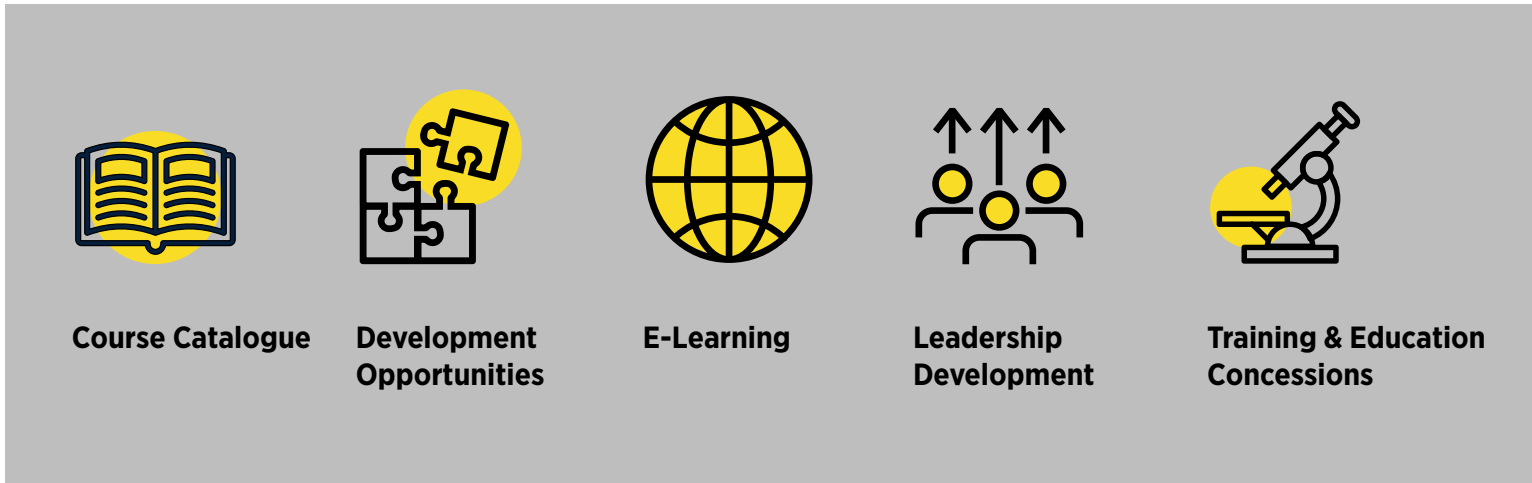 Course Catalogue
Development
Opportunities
E-Learning
Leadership
Development
Training & Education
Concessions